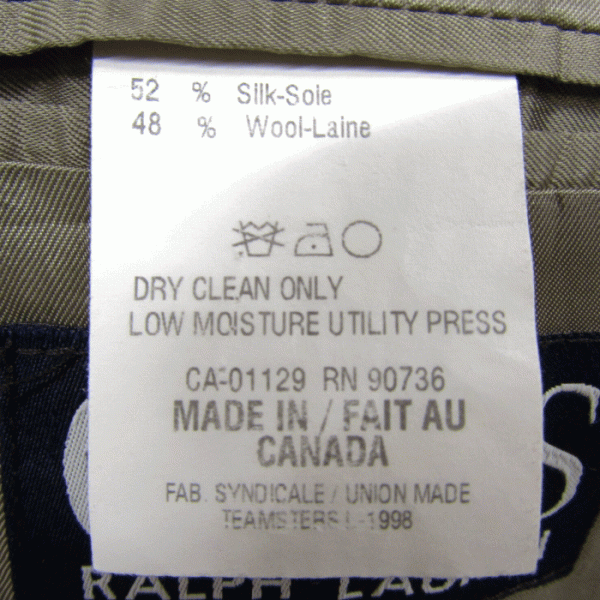 52 % Silk-Soie
48 % Wool-Laine
DRY CLEAN ONLY
LOW MOISTURE UTILITY PRESS
CA-01129 RN 90736
MADE IN / FAIT AU
CANADA
FAB. SYNDICALE / UNION MADE
TEAMSTERS L-1998
RALPH